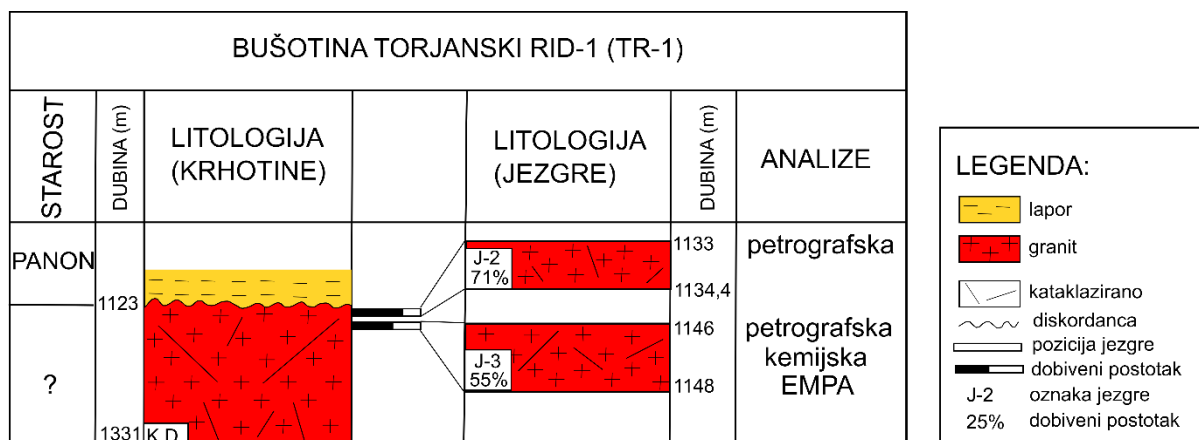 BUŠOTINA TORJANSKI RID-1 (TR-1)
STAROST
DUBINA (m)
LITOLOGIJA
(KRHOTINE)
LITOLOGIJA
(JEZGRE)
DUBINA (m)
ANALIZE
PANON
1123
?
1331
K.D.
J-2
71%
1133
1134,4
petrografska
J-3
55%
1146
1148
petrografska
kemijska
EMPA
LEGENDA:
lapor
granit
kataklazirano
diskordanca
pozicija jezgre
dobiveni postotak
J-2 oznaka jezgre
25% dobiveni postotak